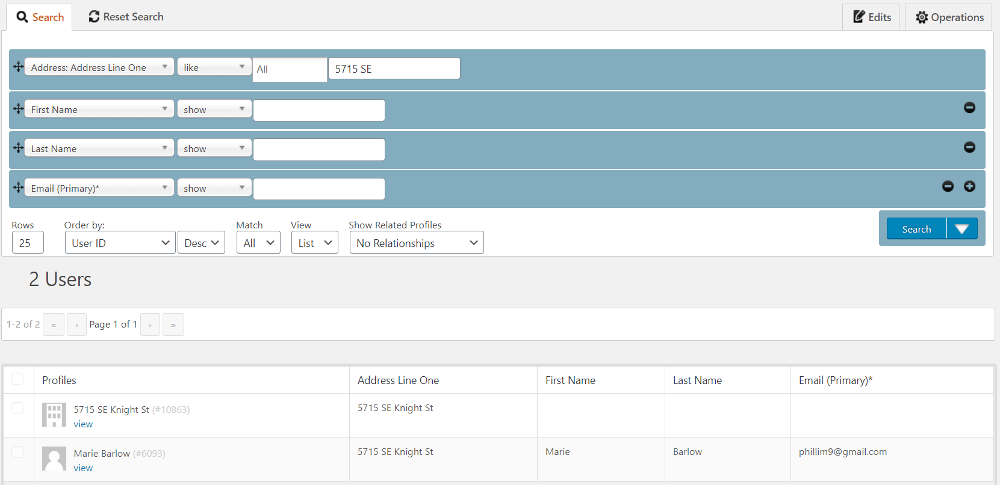 Search
Reset Search
Edits
Operations
Address: Address Line One
like
All
5715 SE
First Name
show
Last Name
show
Email (Primary)*
show
Rows
Order by:
Match
View
Show Related Profiles
25
User ID
Desc
All
List
No Relationships
Search
2 Users
1-2 of 2 « ‹ Page 1 of 1 › »
Profiles
Address Line One
First Name
Last Name
Email (Primary)*
5715 SE Knight St (#10863)
view
5715 SE Knight St
Marie Barlow (#6093)
view
5715 SE Knight St
Marie
Barlow
phillim9@gmail.com